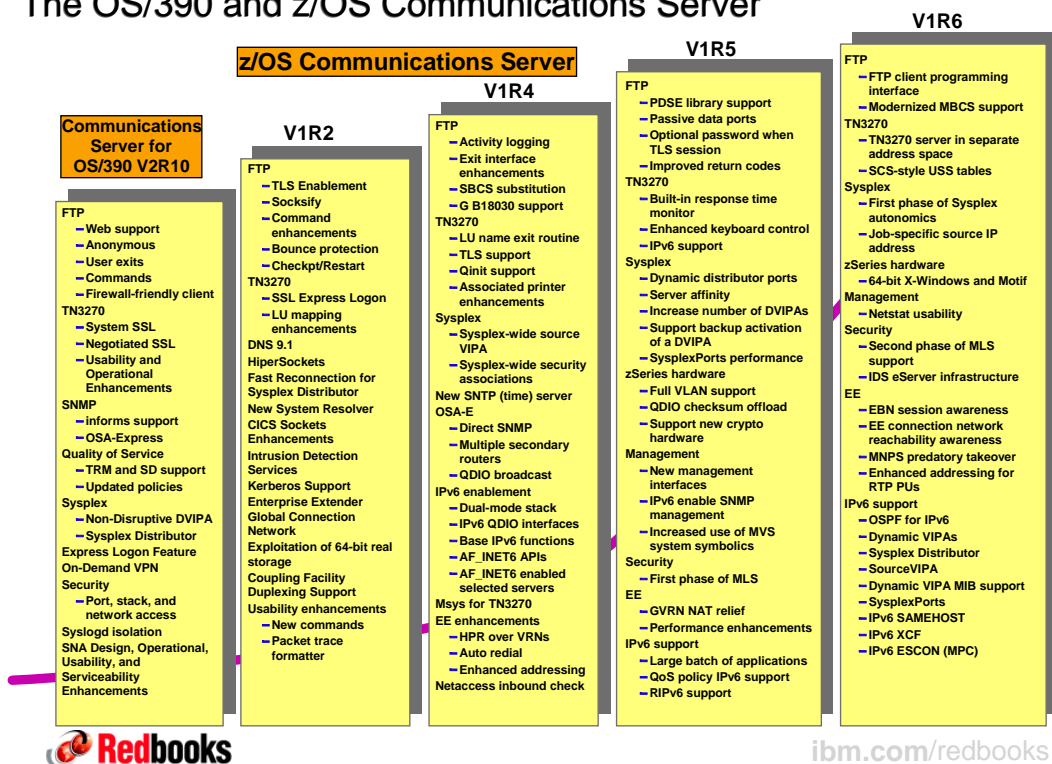 The OS/390 and z/OS Communications Server
z/OS Communications Server
Communications
Server for
OS/390 V2R10
FTP
Web support
Anonymous
User exits
Commands
Firewall-friendly client
TN3270
System SSL
Negotiated SSL
Usability and
Operational
Enhancements
SNMP
informs support
OSA-Express
Quality of Service
TRM and SD support
Updated policies
Sysplex
Non-Disruptive DVIPA
Sysplex Distributor
Express Logon Feature
On-Demand VPN
Security
Port, stack, and
network access
Syslogd isolation
SNA Design, Operational,
Usability, and
Serviceability
Enhancements
V1R2
FTP
TLS Enablement
Socksify
Command
enhancements
Bounce protection
Checkpt/Restart
TN3270
SSL Express Logon
LU mapping
enhancements
DNS 9.1
HiperSockets
Fast Reconnection for
Sysplex Distributor
New System Resolver
CICS Sockets
Enhancements
Intrusion Detection
Services
Kerberos Support
Enterprise Extender
Global Connection
Network
Exploitation of 64-bit real
storage
Coupling Facility
Duplexing Support
Usability enhancements
New commands
Packet trace
formatter
V1R4
FTP
Activity logging
Exit interface
enhancements
SBCS substitution
G B18030 support
TN3270
LU name exit routine
TLS support
Qinit support
Associated printer
enhancements
Sysplex
Sysplex-wide source
VIPA
Sysplex-wide security
associations
New SNTP (time) server
OSA-E
Direct SNMP
Multiple secondary
routers
QDIO broadcast
IPv6 enablement
Dual-mode stack
IPv6 QDIO interfaces
Base IPv6 functions
AF_INET6 APIs
AF_INET6 enabled
selected servers
Msys for TN3270
EE enhancements
HPR over VRNs
Auto redial
Enhanced addressing
Netaccess inbound check
V1R5
FTP
PDSE library support
Passive data ports
Optional password when
TLS session
Improved return codes
TN3270
Built-in response time
monitor
Enhanced keyboard control
IPv6 support
Sysplex
Dynamic distributor ports
Server affinity
Increase number of DVIPAs
Support backup activation
of a DVIPA
SysplexPorts performance
zSeries hardware
Full VLAN support
QDIO checksum offload
Support new crypto
hardware
Management
New management
interfaces
IPv6 enable SNMP
management
Increased use of MVS
system symbolics
Security
First phase of MLS
EE
GVRN NAT relief
Performance enhancements
IPv6 support
Large batch of applications
QoS policy IPv6 support
RIPv6 support
V1R6
FTP
FTP client programming
interface
Modernized MBCS support
TN3270
TN3270 server in separate
address space
SCS-style USS tables
Sysplex
First phase of Sysplex
autonomics
Job-specific source IP
address
zSeries hardware
64-bit X-Windows and Motif
Management
Netstat usability
Security
Second phase of MLS
support
IDS eServer infrastructure
EE
EBN session awareness
EE connection network
reachability awareness
MNPS predatory takeover
Enhanced addressing for
RTP PUs
IPv6 support
OSPF for IPv6
Dynamic VIPAs
Sysplex Distributor
SourceVIPA
Dynamic VIPA MIB support
SysplexPorts
IPv6 SAMEHOST
IPv6 XCF
IPv6 ESCON (MPC)
Redbooks
ibm.com/redbooks